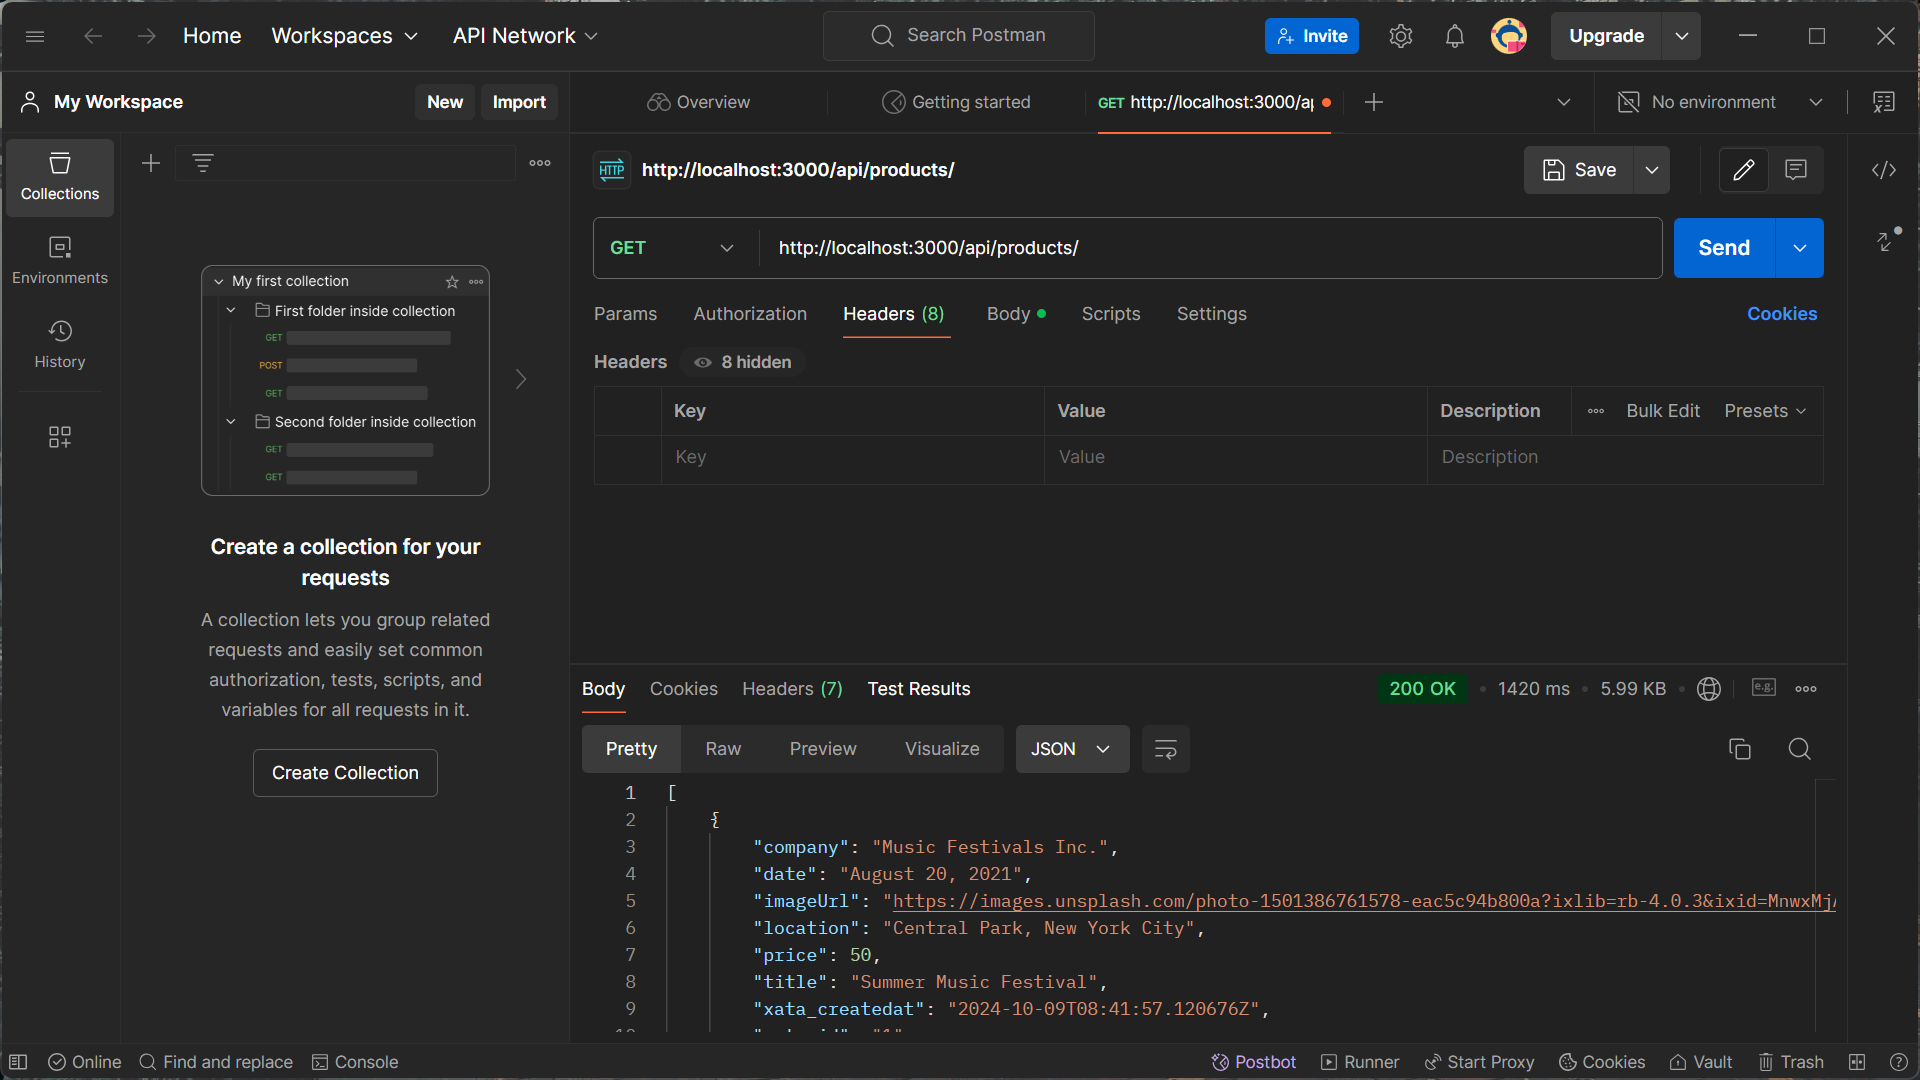 Home
Workspaces
API Network
Search Postman
Invite
Upgrade
My Workspace
New
Import
Overview
Getting started
GET http://localhost:3000/ap
No environment
Collections
Environments
History
My first collection
First folder inside collection
GET
POST
GET
Second folder inside collection
GET
GET
Create a collection for your
requests
A collection lets you group related
requests and easily set common
authorization, tests, scripts, and
variables for all requests in it.
Create Collection
HTTP
http://localhost:3000/api/products/
Save
GET
http://localhost:3000/api/products/
Send
Params
Authorization
Headers (8)
Body
Scripts
Settings
Cookies
Headers
8 hidden
Key
Value
Description
Bulk Edit
Presets
Key
Value
Description
Body
Cookies
Headers (7)
Test Results
200 OK
1420 ms
5.99 KB
e.g.
Pretty
Raw
Preview
Visualize
JSON
1 [
2 {
3 "company": "Music Festivals Inc.",
4 "date": "August 20, 2021",
5 "imageUrl": "https://images.unsplash.com/photo-1501386761578-eac5c94b800a?ixlib=rb-4.0.3&ixid=MnwxMjA
6 "location": "Central Park, New York City",
7 "price": 50,
8 "title": "Summer Music Festival",
9 "xata_createdat": "2024-10-09T08:41:57.120676Z",
Online
Find and replace
Console
Postbot
Runner
Start Proxy
Cookies
Vault
Trash